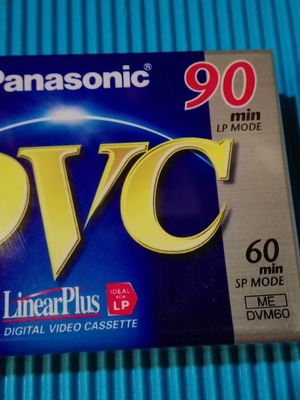 Panasonic®
90
min
LP MODE
DVC
60
min
SP MODE
LinearPlus
IDEAL
FOR
LP
DIGITAL VIDEO CASSETTE
ME
DVM60